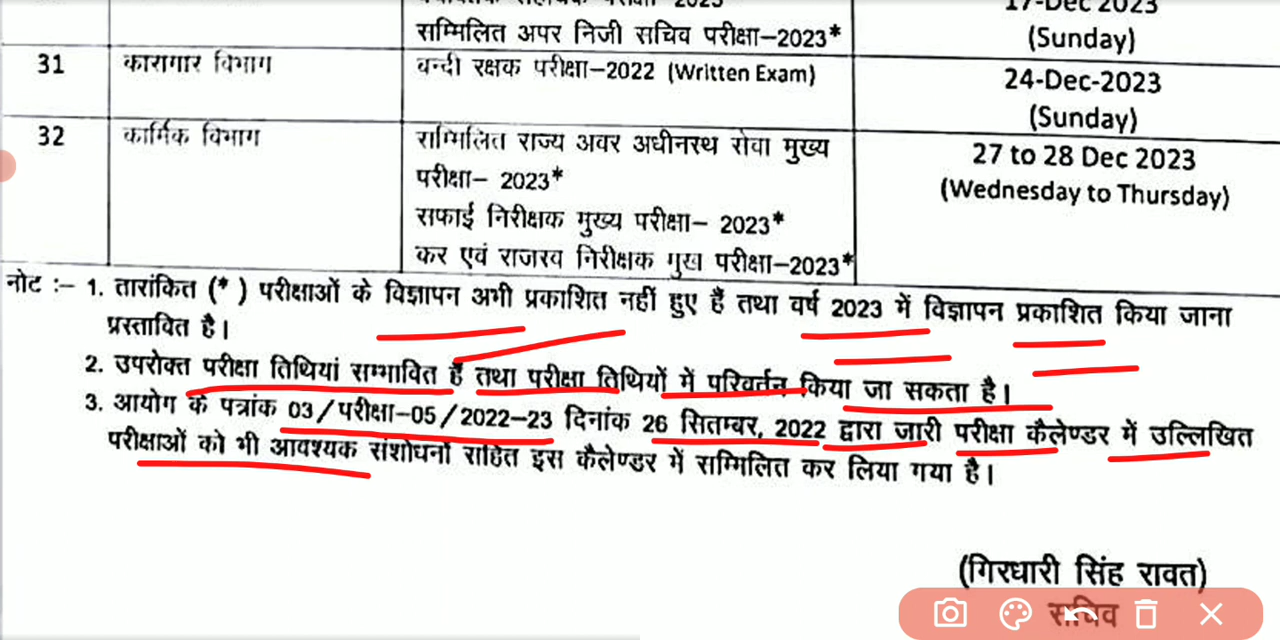 17-Dec 2023
सम्मिलित अपर निजी सचिव परीक्षा–2023*
(Sunday)
31 कारागार विभाग बन्दी रक्षक परीक्षा–2022 (Written Exam) 24-Dec-2023
(Sunday)
32 कार्मिक विभाग सम्मिलित राज्य अवर अधीनस्थ सेवा मुख्य 27 to 28 Dec 2023
परीक्षा– 2023* (Wednesday to Thursday)
सफाई निरीक्षक मुख्य परीक्षा– 2023*
कर एवं राजस्व निरीक्षक मुख परीक्षा–2023*
नोट :– 1. तारांकित (*) परीक्षाओं के विज्ञापन अभी प्रकाशित नहीं हुए हैं तथा वर्ष 2023 में विज्ञापन प्रकाशित किया जाना
प्रस्तावित है।
2. उपरोक्त परीक्षा तिथियां सम्भावित हैं तथा परीक्षा तिथियों में परिवर्तन किया जा सकता है।
3. आयोग के पत्रांक 03/परीक्षा–05/2022–23 दिनांक 26 सितम्बर, 2022 द्वारा जारी परीक्षा कैलेण्डर में उल्लिखित
परीक्षाओं को भी आवश्यक संशोधनों सहित इस कैलेण्डर में सम्मिलित कर लिया गया है।
(गिरधारी सिंह रावत)
सचिव